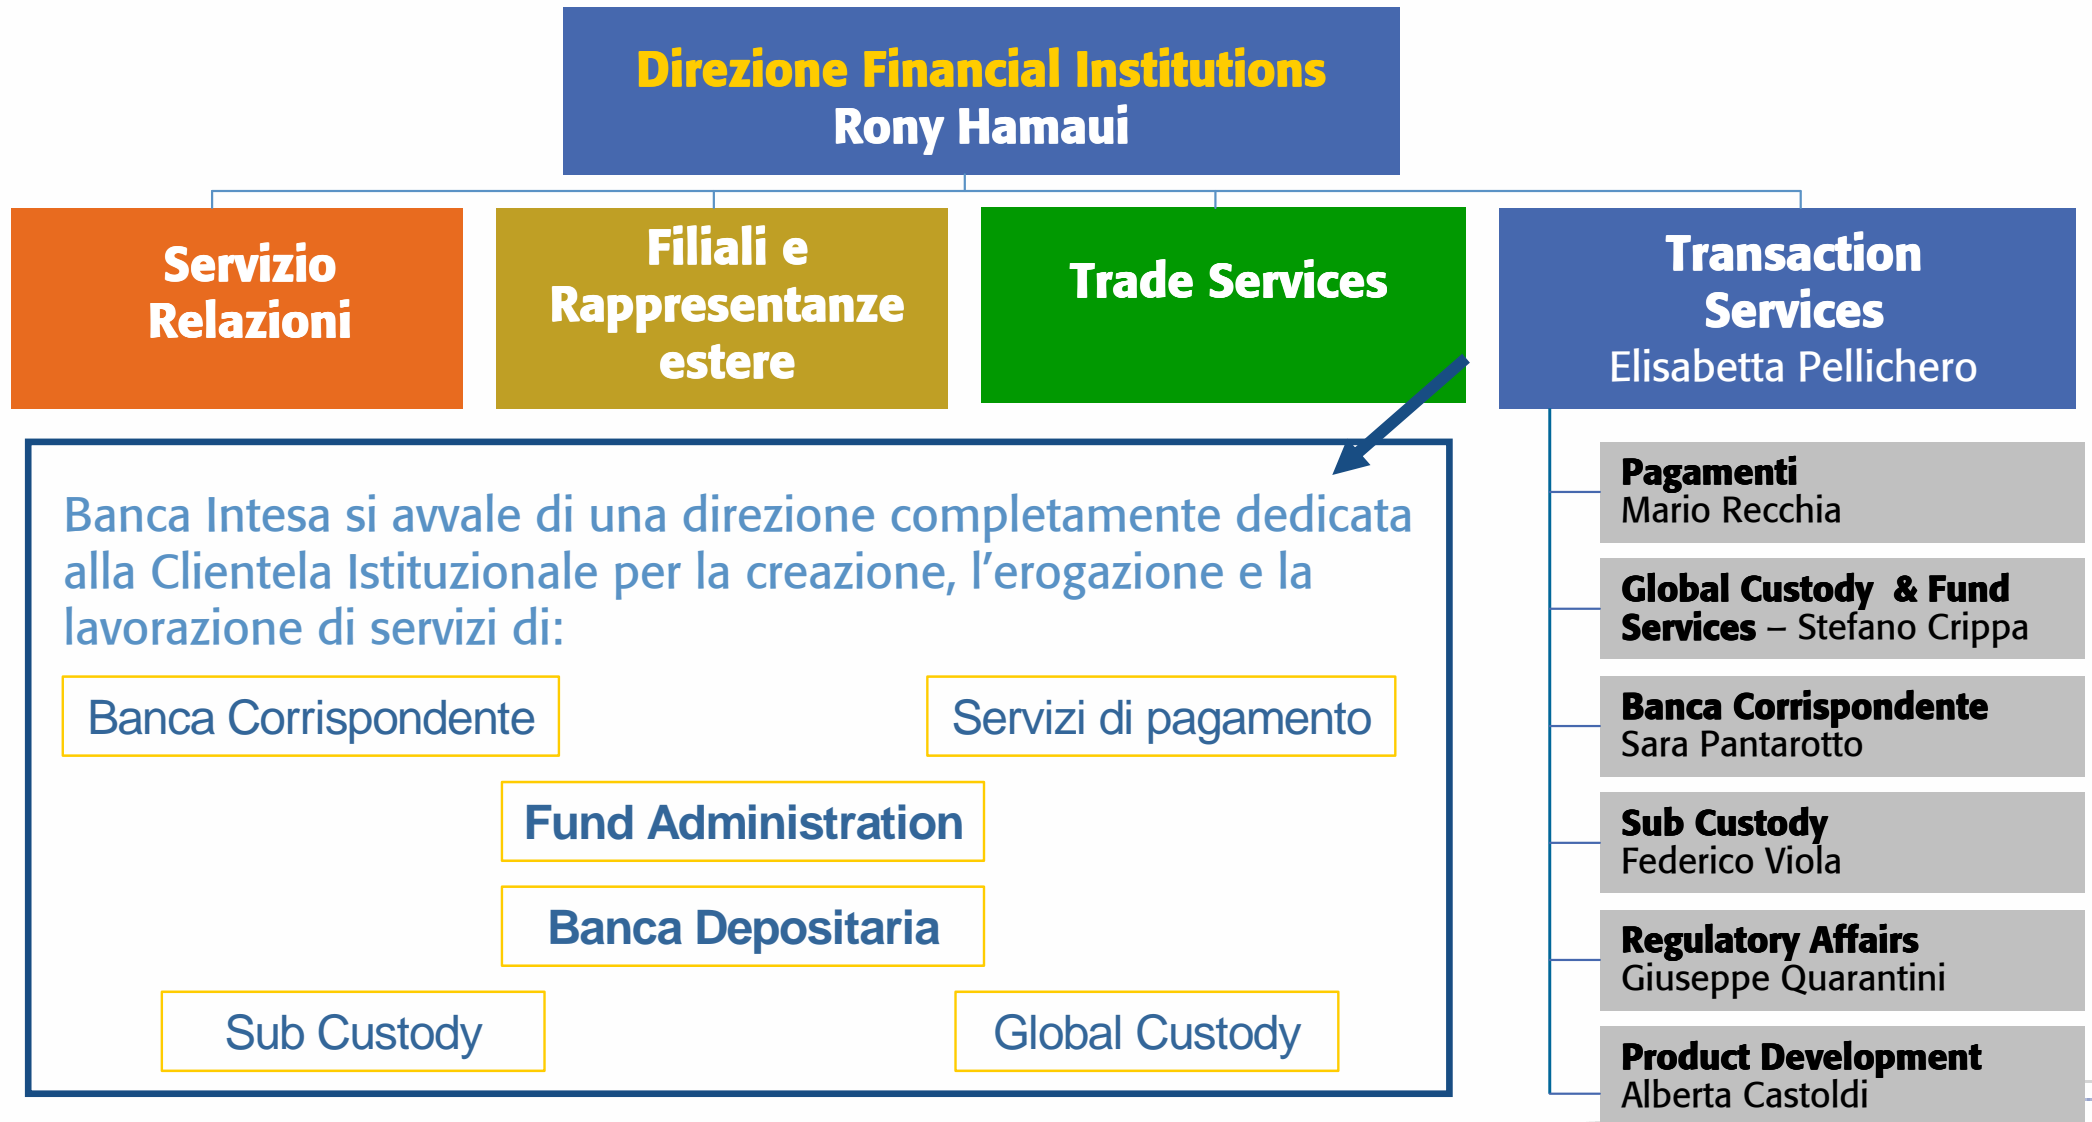 Direzione Financial Institutions
Rony Hamaui
Servizio
Relazioni
Filiali e
Rappresentanze
estere
Trade Services
Transaction
Services
Elisabetta Pellichero
Banca Intesa si avvale di una direzione completamente dedicata
alla Clientela Istituzionale per la creazione, l’erogazione e la
lavorazione di servizi di:
Banca Corrispondente
Servizi di pagamento
Fund Administration
Banca Depositaria
Sub Custody
Global Custody
Pagamenti
Mario Recchia
Global Custody & Fund
Services – Stefano Crippa
Banca Corrispondente
Sara Pantarotto
Sub Custody
Federico Viola
Regulatory Affairs
Giuseppe Quarantini
Product Development
Alberta Castoldi